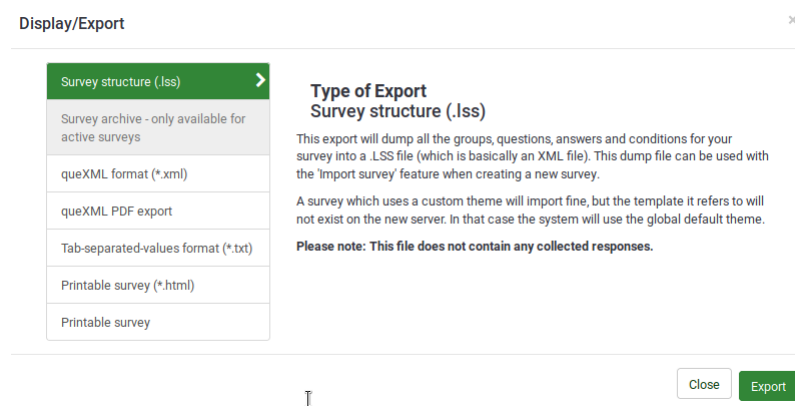 Display/Export
×
Survey structure (.lss)
Survey archive - only available for
active surveys
queXML format (*.xml)
queXML PDF export
Tab-separated-values format (*.txt)
Printable survey (*.html)
Printable survey
Type of Export
Survey structure (.lss)
This export will dump all the groups, questions, answers and conditions for your
survey into a .LSS file (which is basically an XML file). This dump file can be used with
the 'Import survey' feature when creating a new survey.
A survey which uses a custom theme will import fine, but the template it refers to will
not exist on the new server. In that case the system will use the global default theme.
Please note: This file does not contain any collected responses.
Close
Export